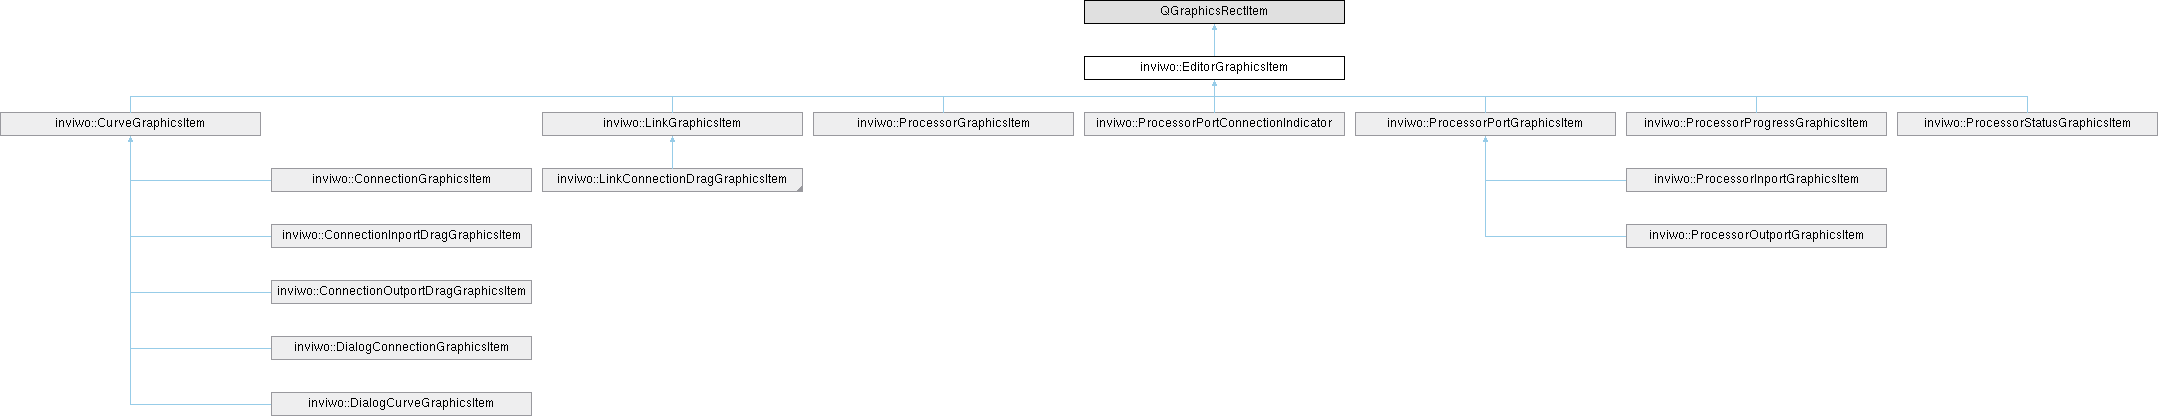 QGraphicsRectItem
inviwo::EditorGraphicsItem
inviwo::CurveGraphicsItem
inviwo::LinkGraphicsItem
inviwo::ProcessorGraphicsItem
inviwo::ProcessorPortConnectionIndicator
inviwo::ProcessorPortGraphicsItem
inviwo::ProcessorProgressGraphicsItem
inviwo::ProcessorStatusGraphicsItem
inviwo::ConnectionGraphicsItem
inviwo::LinkConnectionDragGraphicsItem
inviwo::ProcessorInportGraphicsItem
inviwo::ConnectionInportDragGraphicsItem
inviwo::ProcessorOutportGraphicsItem
inviwo::ConnectionOutportDragGraphicsItem
inviwo::DialogConnectionGraphicsItem
inviwo::DialogCurveGraphicsItem